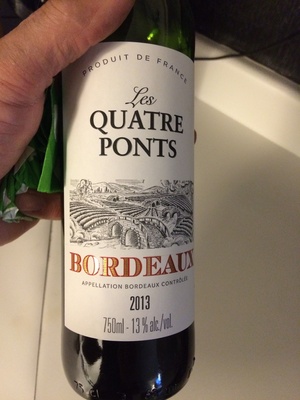 PRODUIT DE FRANCE
Les
QUATRE
PONTS
BORDEAUX
APPELLATION BORDEAUX CONTRÔLÉE
2013
750ml - 13% alc./vol.